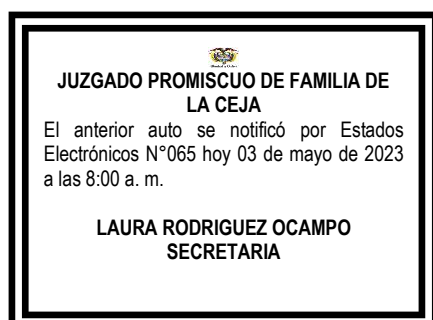 JUZGADO PROMISCUO DE FAMILIA DE
LA CEJA
El anterior auto se notificó por Estados
Electrónicos N°065 hoy 03 de mayo de 2023
a las 8:00 a. m.
LAURA RODRIGUEZ OCAMPO
SECRETARIA